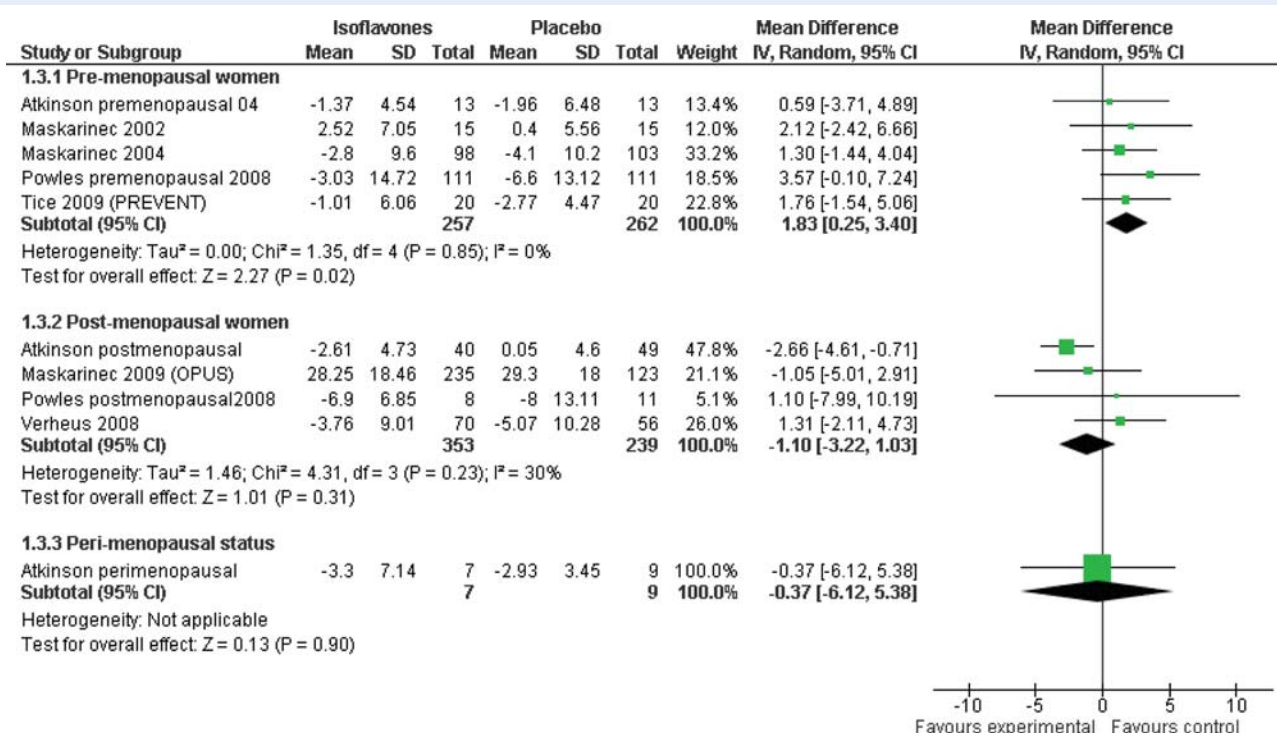 Isoflavones Placebo Mean Difference Mean Difference
Study or Subgroup Mean SD Total Mean SD Total Weight IV, Random, 95% CI IV, Random, 95% CI
1.3.1 Pre-menopausal women
Atkinson premenopausal 04 -1.37 4.54 13 -1.96 6.48 13 13.4% 0.59 [-3.71, 4.89]
Maskarinec 2002 2.52 7.05 15 0.4 5.56 15 12.0% 2.12 [-2.42, 6.66]
Maskarinec 2004 -2.8 9.6 98 -4.1 10.2 103 33.2% 1.30 [-1.44, 4.04]
Powles premenopausal 2008 -3.03 14.72 111 -6.6 13.12 111 18.5% 3.57 [-0.10, 7.24]
Tice 2009 (PREVENT) -1.01 6.06 20 -2.77 4.47 20 22.8% 1.76 [-1.54, 5.06]
Subtotal (95% CI) 257 262 100.0% 1.83 [0.25, 3.40]
Heterogeneity: Tau² = 0.00; Chi² = 1.35, df = 4 (P = 0.85); I² = 0%
Test for overall effect: Z = 2.27 (P = 0.02)
1.3.2 Post-menopausal women
Atkinson postmenopausal -2.61 4.73 40 0.05 4.6 49 47.8% -2.66 [-4.61, -0.71]
Maskarinec 2009 (OPUS) 28.25 18.46 235 29.3 18 123 21.1% -1.05 [-5.01, 2.91]
Powles postmenopausal2008 -6.9 6.85 8 -8 13.11 11 5.1% 1.10 [-7.99, 10.19]
Verheus 2008 -3.76 9.01 70 -5.07 10.28 56 26.0% 1.31 [-2.11, 4.73]
Subtotal (95% CI) 353 239 100.0% -1.10 [-3.22, 1.03]
Heterogeneity: Tau² = 1.46; Chi² = 4.31, df = 3 (P = 0.23); I² = 30%
Test for overall effect: Z = 1.01 (P = 0.31)
1.3.3 Peri-menopausal status
Atkinson perimenopausal -3.3 7.14 7 -2.93 3.45 9 100.0% -0.37 [-6.12, 5.38]
Subtotal (95% CI) 7 9 100.0% -0.37 [-6.12, 5.38]
Heterogeneity: Not applicable
Test for overall effect: Z = 0.13 (P = 0.90)
-10 -5 0 5 10
Favours experimental Favours control